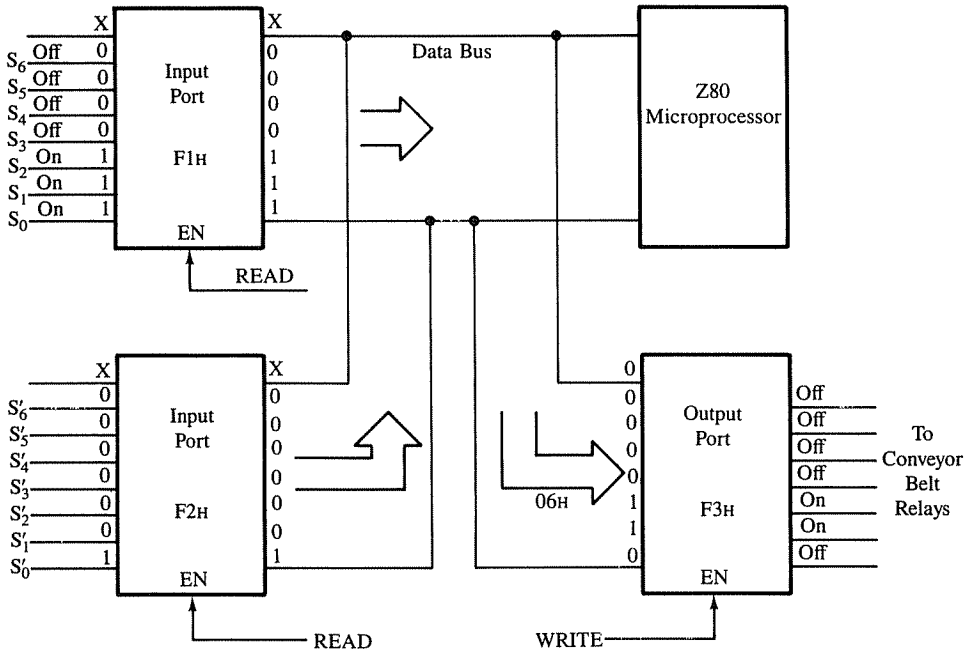 X
X
S6 Off 0
0
S5 Off 0
0
S4 Off 0
0
S3 Off 0
0
S2 On 1
1
S1 On 1
1
S0 On 1
1
Input
Port
F1H
EN
READ
Data Bus
Z80
Microprocessor
X
X
S'6 0
0
S'5 0
0
S'4 0
0
S'3 0
0
S'2 0
0
S'1 0
0
S'0 1
1
Input
Port
F2H
EN
READ
06H
0
0
0
0
0
1
1
0
Output
Port
F3H
EN
WRITE
Off
Off
Off
Off
On
On
Off
To
Conveyor
Belt
Relays